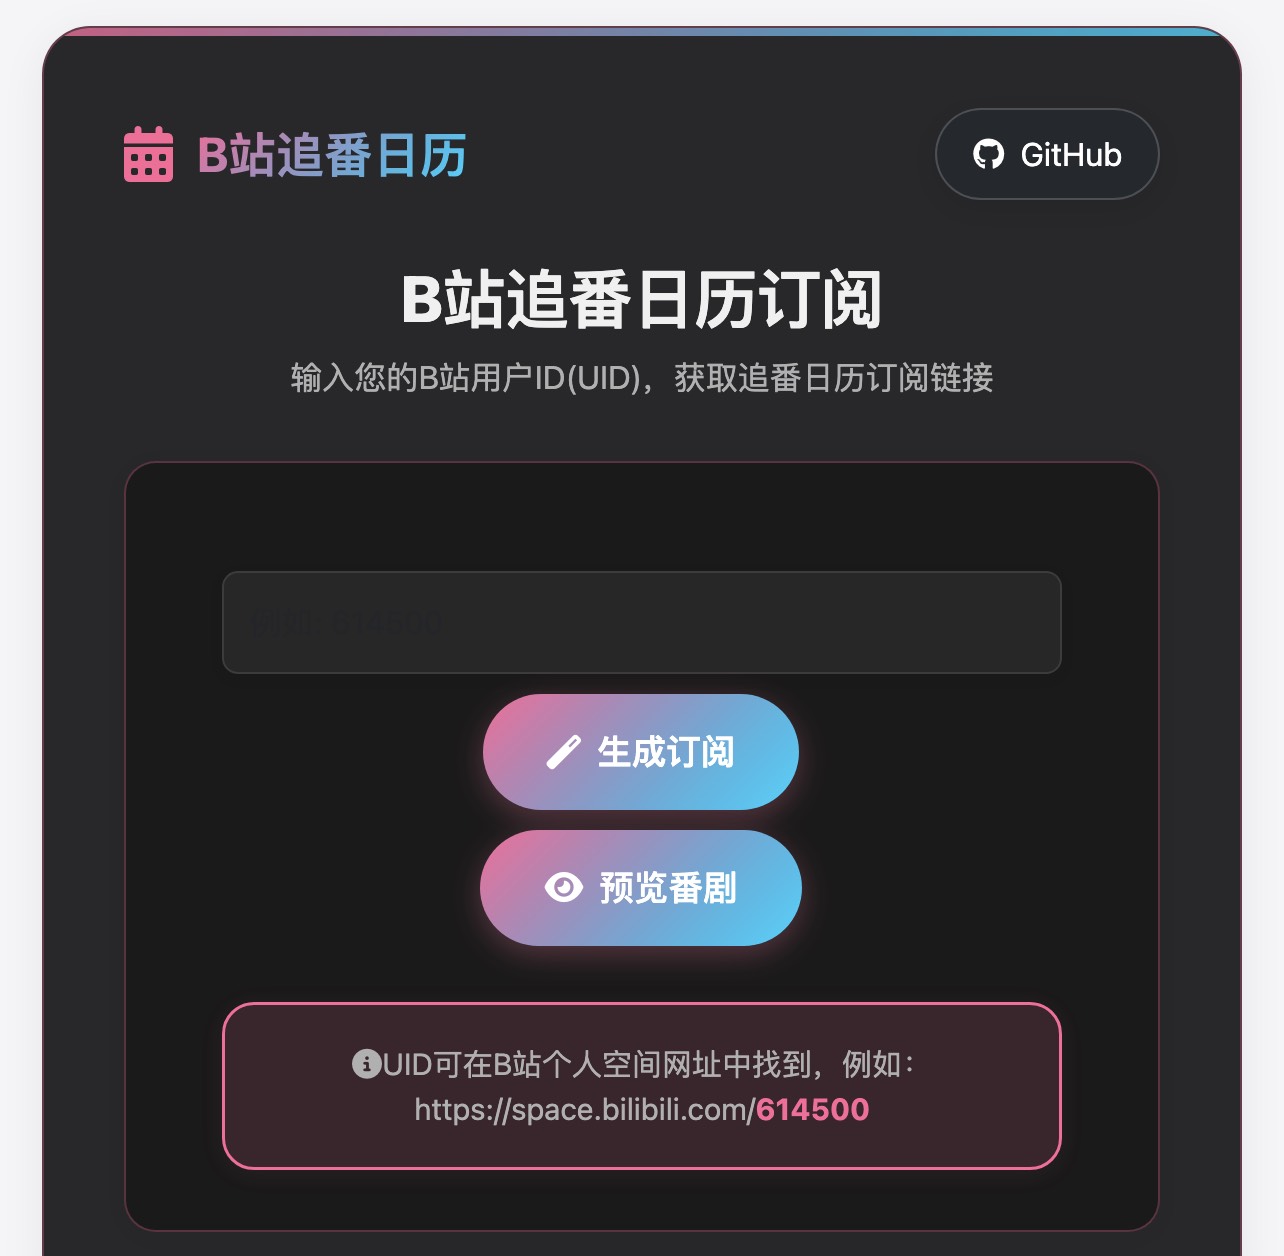 B站追番日历
GitHub
B站追番日历订阅
输入您的B站用户ID(UID)，获取追番日历订阅链接
例如: 614500
生成订阅
预览番剧
UID可在B站个人空间网址中找到，例如：
https://space.bilibili.com/614500